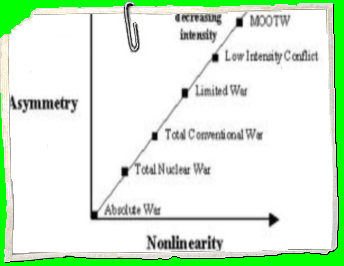 decreasing
intensity
MOOTW
Low Intensity Conflict
Limited War
Asymmetry
Total Conventional War
Total Nuclear War
Absolute War
Nonlinearity